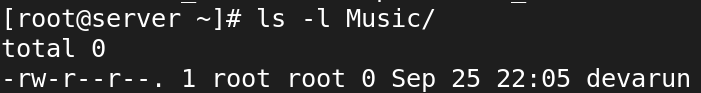 [root@server ~]# ls -l Music/
total 0
-rw-r--r--. 1 root root 0 Sep 25 22:05 devarun